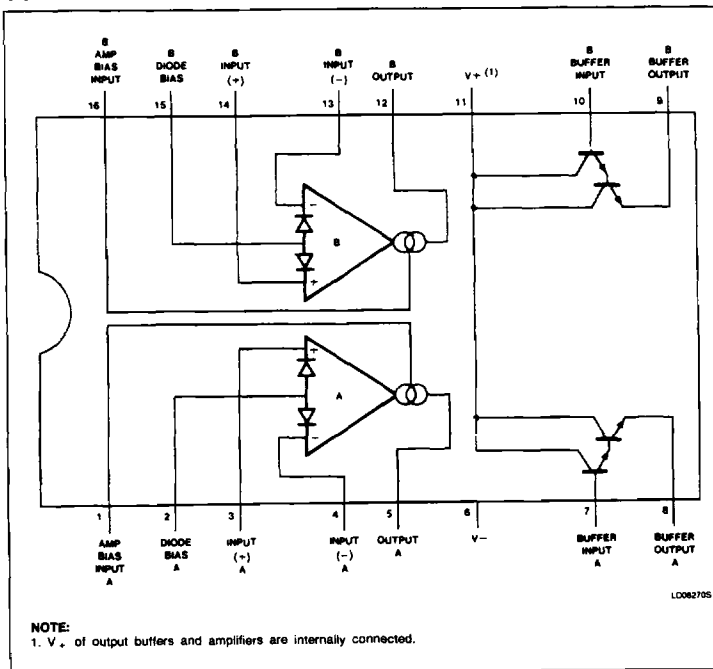 B
AMP
BIAS
INPUT
B
DIODE
BIAS
B
INPUT
(+)
B
INPUT
(−)
B
OUTPUT
V+ (1)
B
BUFFER
INPUT
B
BUFFER
OUTPUT
16 15 14 13 12 11 10 9
−
B
+
+
A
−
1 2 3 4 5 6 7 8
AMP
BIAS
INPUT
A
DIODE
BIAS
A
INPUT
(+)
A
INPUT
(−)
A
OUTPUT
A
V−
BUFFER
INPUT
A
BUFFER
OUTPUT
A
LD08270S
NOTE:
1. V+ of output buffers and amplifiers are internally connected.